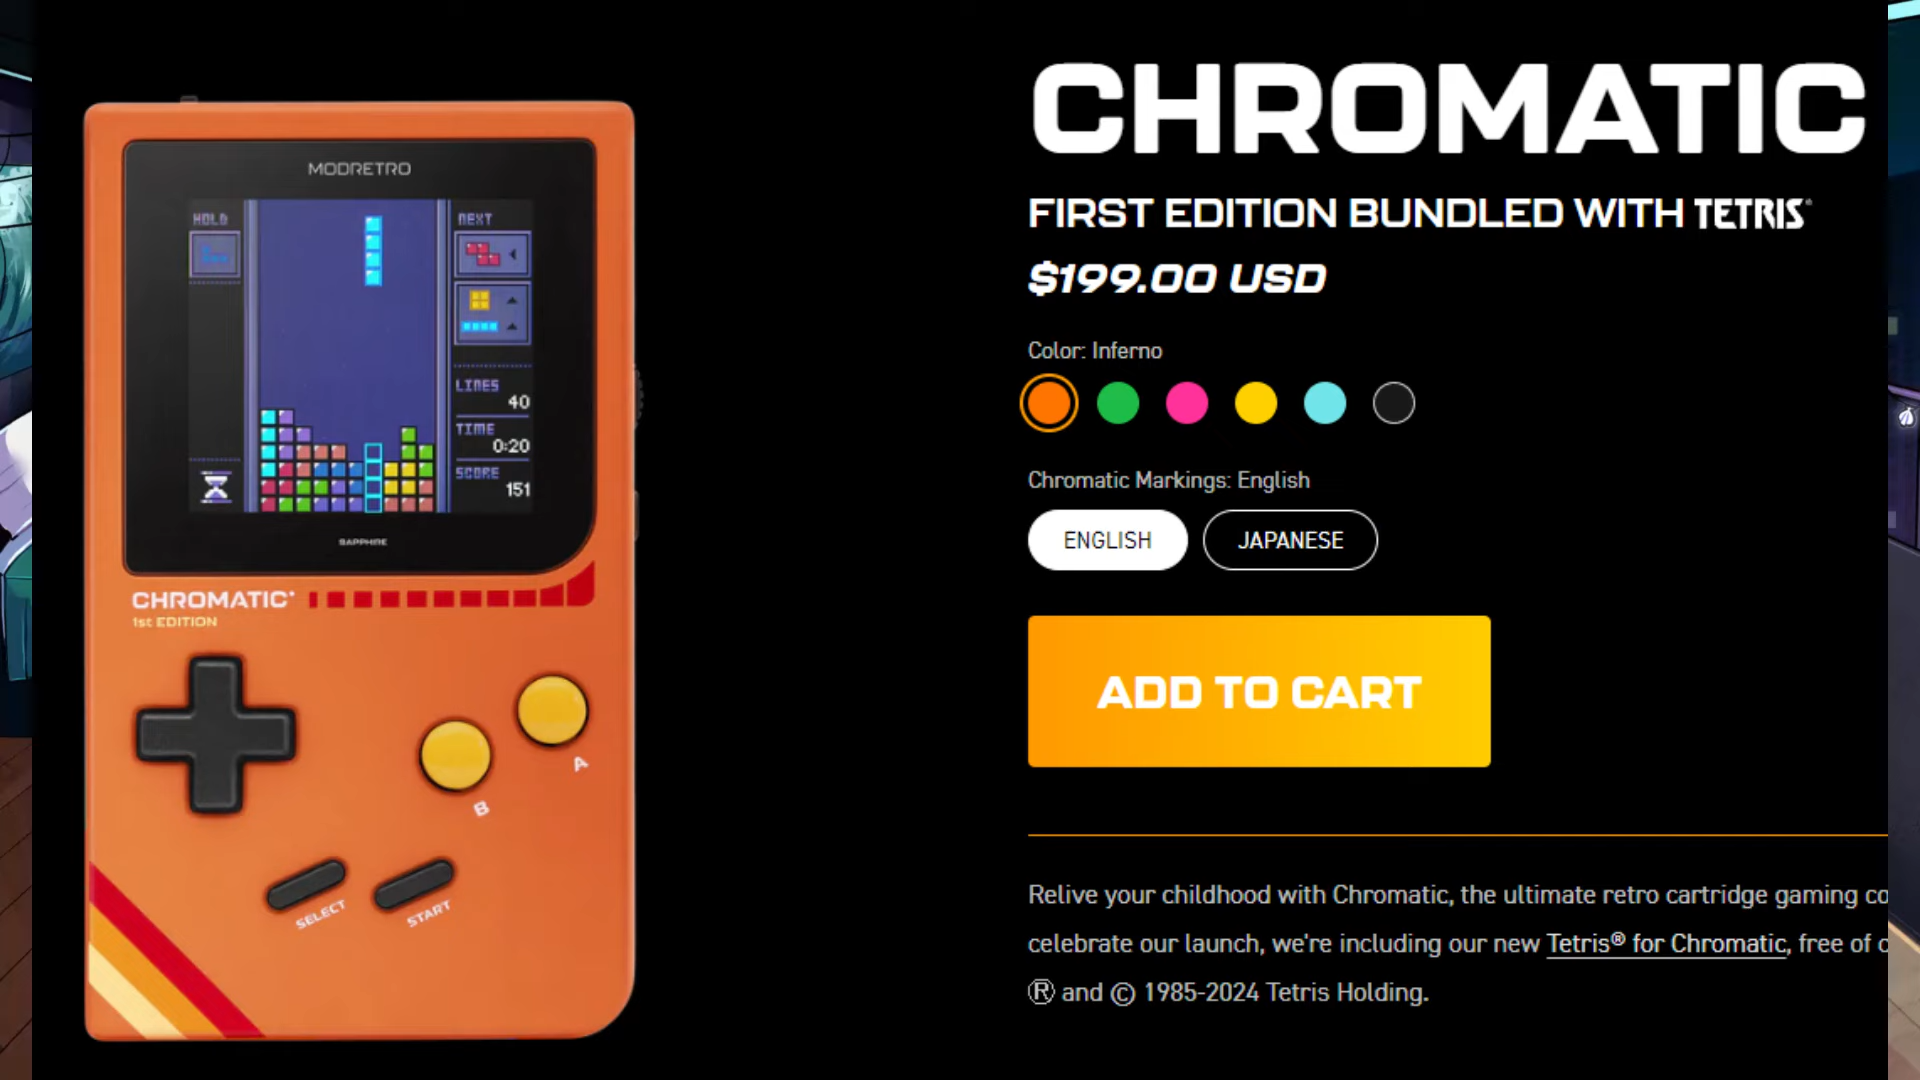 MODRETRO
HOLD
NEXT
LINES
40
TIME
0:20
SCORE
151
SAPPHIRE
CHROMATIC
1st EDITION
A
B
SELECT
START
CHROMATIC
FIRST EDITION BUNDLED WITH TETRIS®
$199.00 USD
Color: Inferno
Chromatic Markings: English
ENGLISH
JAPANESE
ADD TO CART
Relive your childhood with Chromatic, the ultimate retro cartridge gaming co
celebrate our launch, we're including our new Tetris® for Chromatic, free of c
® and © 1985-2024 Tetris Holding.